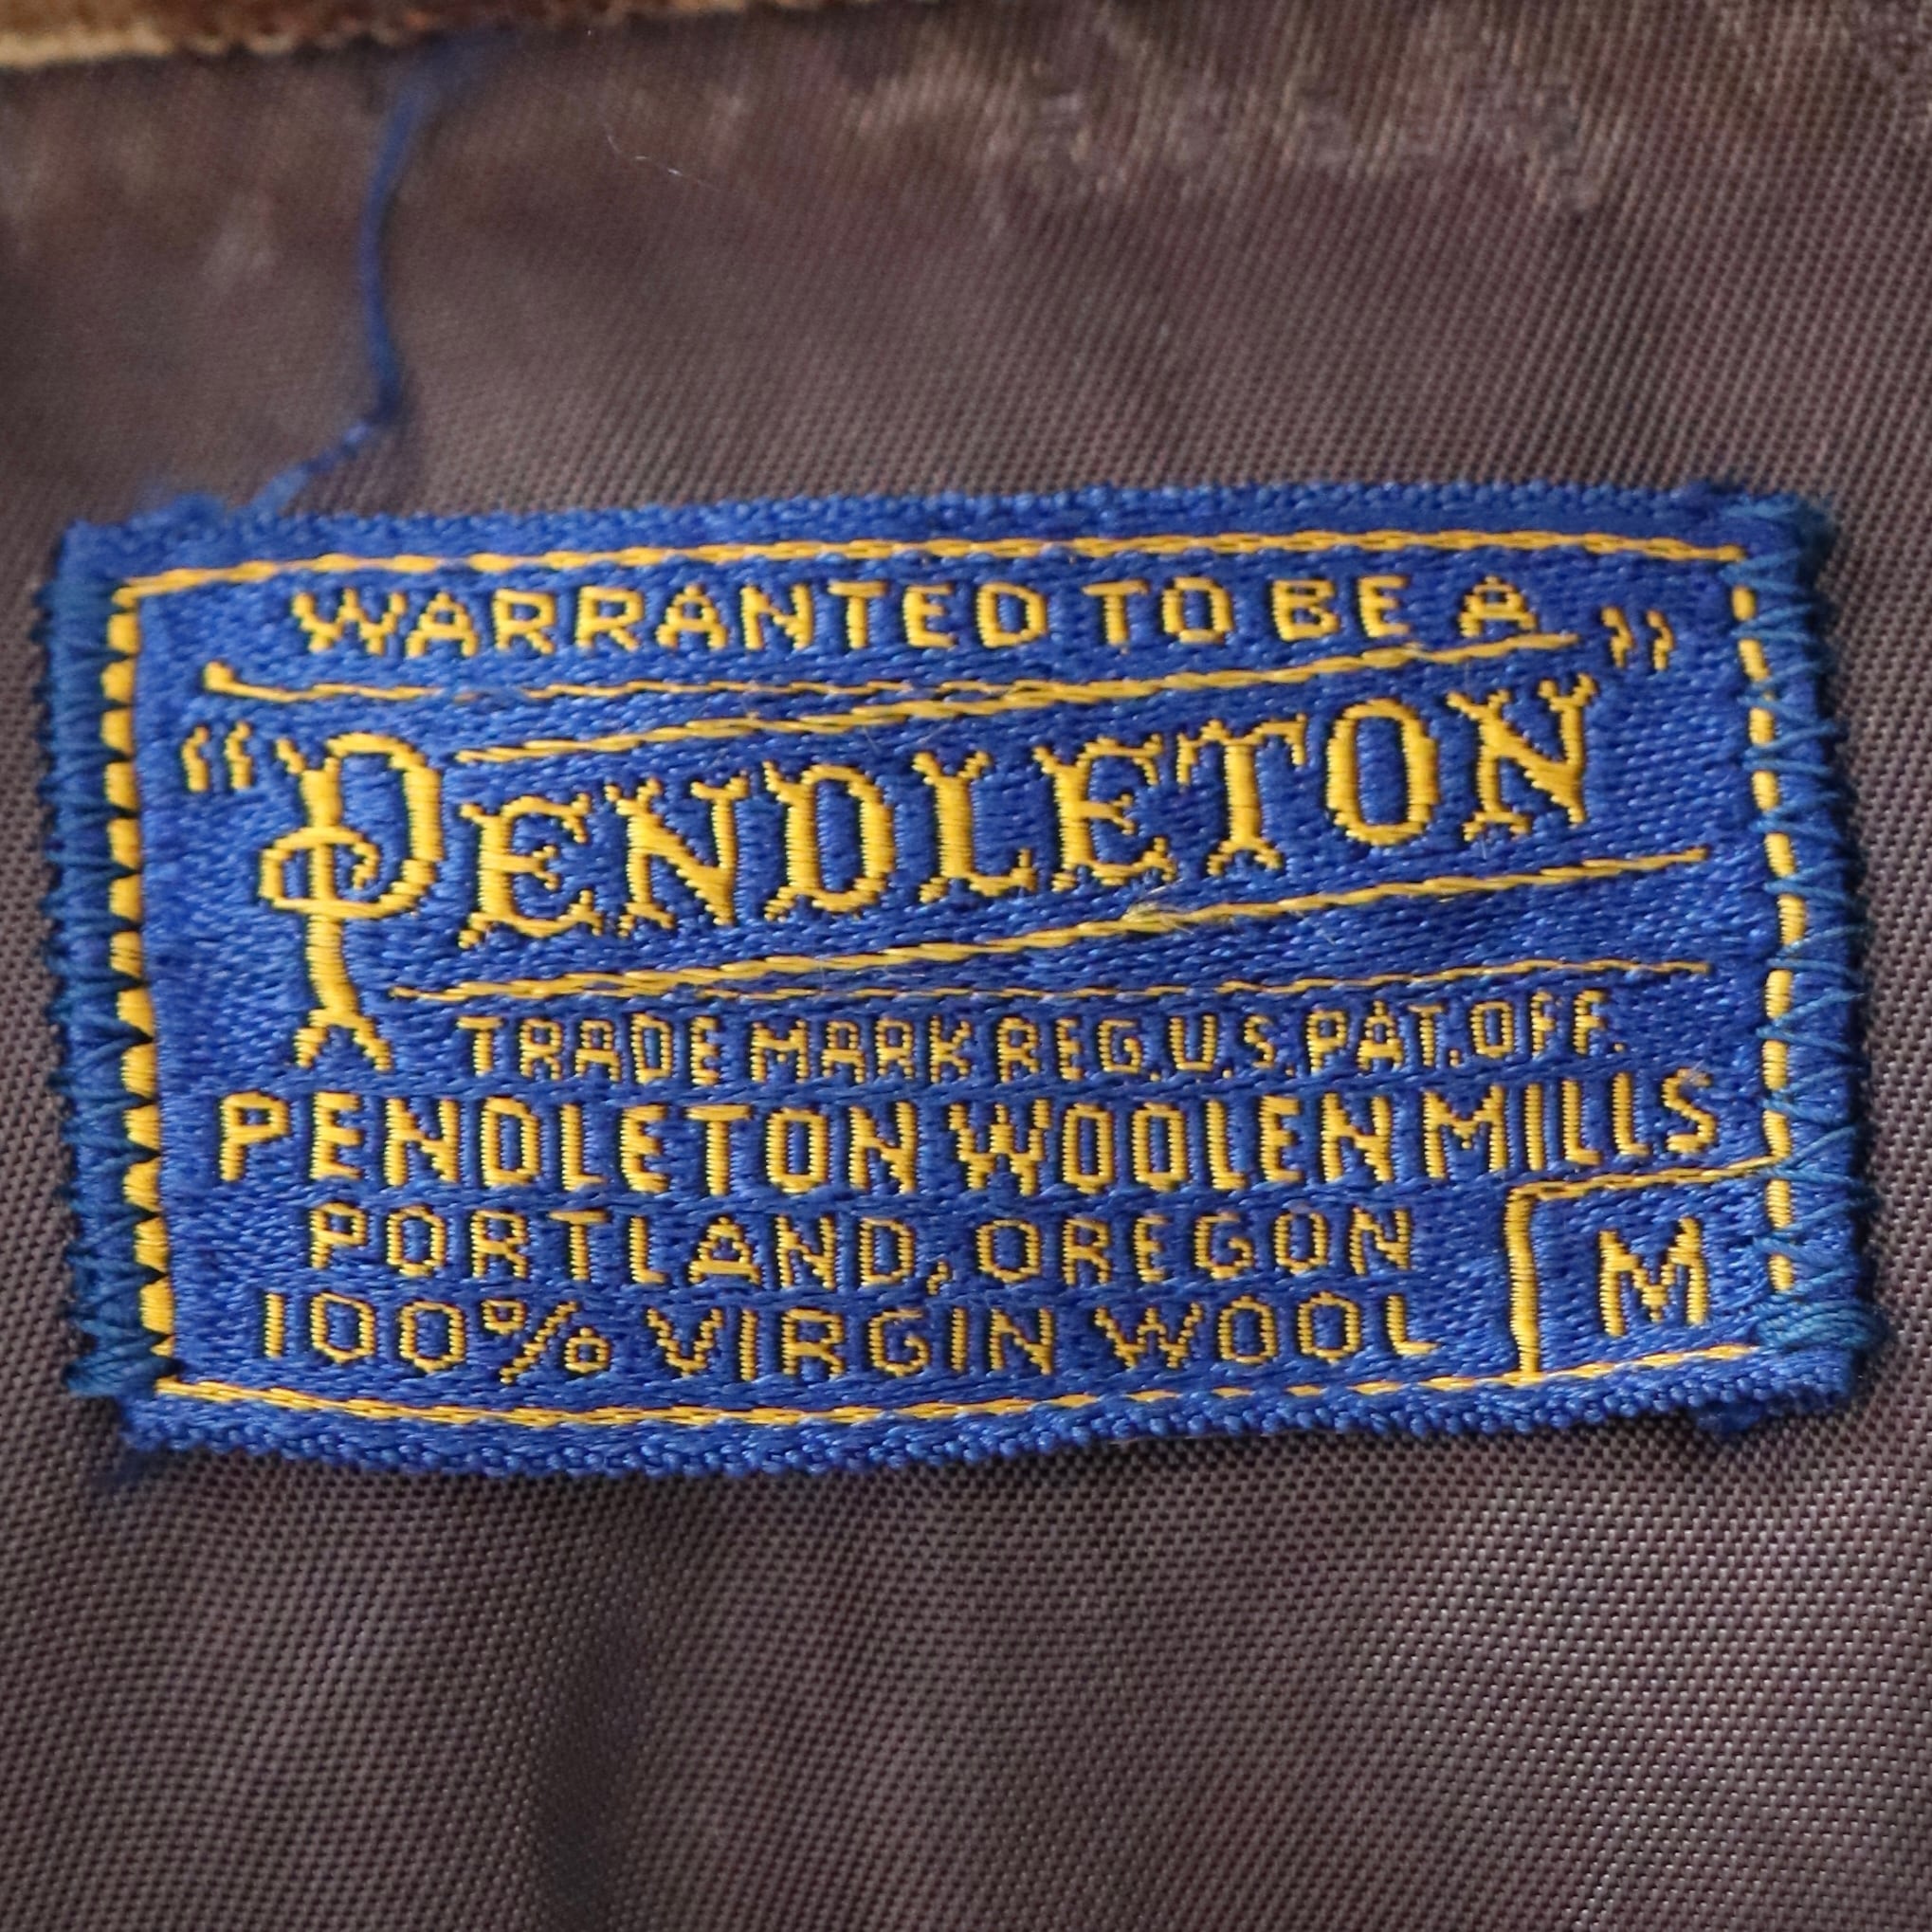 WARRANTED TO BE A
“PENDLETON”
TRADE MARK REG.U.S.PAT.OFF.
PENDLETON WOOLEN MILLS
PORTLAND, OREGON
100% VIRGIN WOOL
M